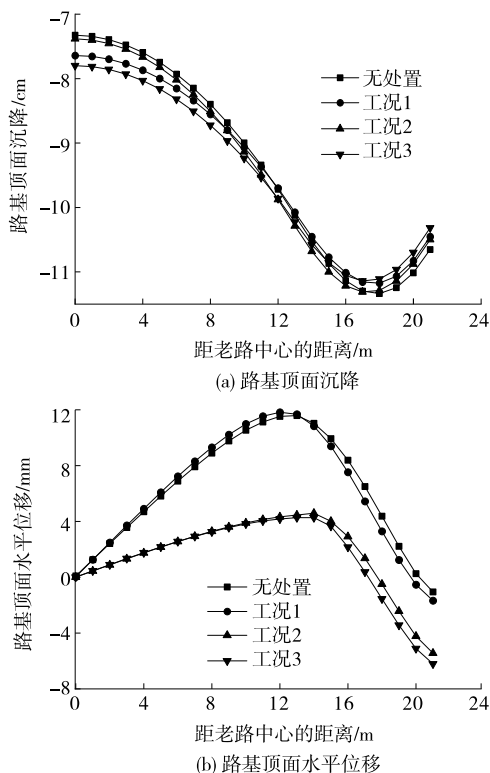 路基顶面沉降/cm
−7
−8
−9
−10
−11
无处置
工况1
工况2
工况3
0 4 8 12 16 20 24
距老路中心的距离/m
(a) 路基顶面沉降
路基顶面水平位移/mm
12
8
4
0
−4
−8
无处置
工况1
工况2
工况3
0 4 8 12 16 20 24
距老路中心的距离/m
(b) 路基顶面水平位移